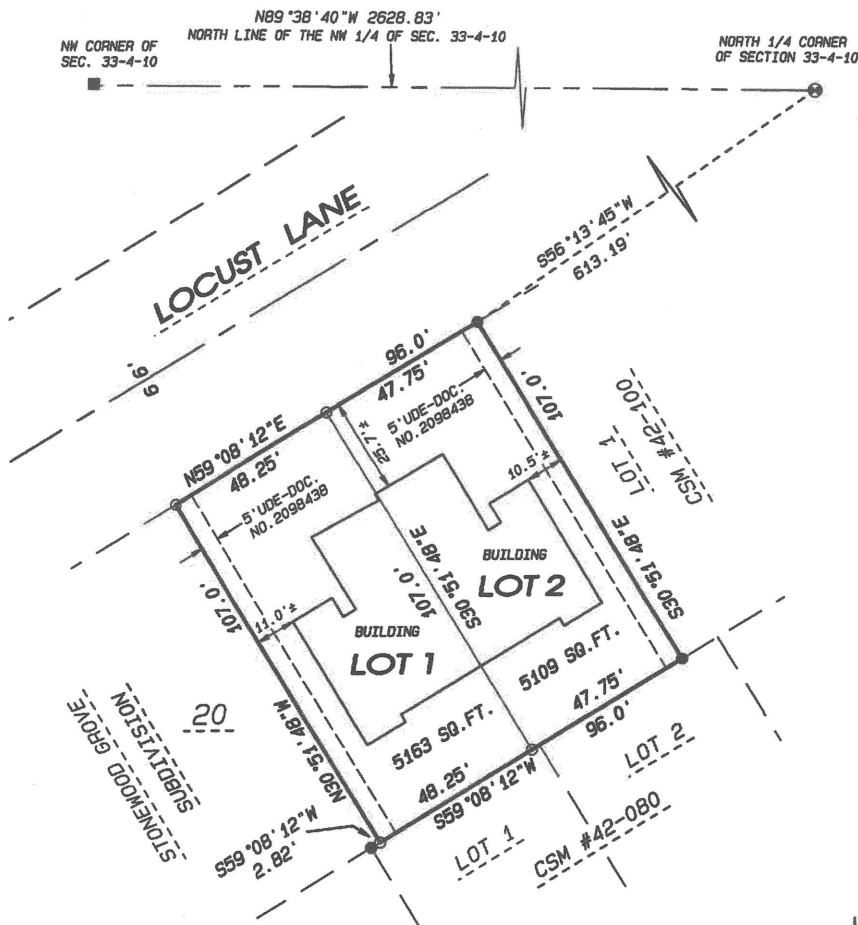 N89°38'40"W 2628.83'
NORTH LINE OF THE NW 1/4 OF SEC. 33-4-10
NW CORNER OF
SEC. 33-4-10
NORTH 1/4 CORNER
OF SECTION 33-4-10
LOCUST LANE
S56°13'45"W
613.19'
66'
96.0'
47.75'
N59°08'12"E
48.25'
5'UDE-DOC.
NO.2098438
25.7'±
5'UDE-DOC.
NO.2098438
107.0'
LOT 1
CSM #42-100
10.5'±
S30°51'48"E
107.0'
S30°51'48"E
107.0'
11.0'±
BUILDING
LOT 2
BUILDING
LOT 1
5109 SQ.FT.
5163 SQ.FT.
N30°51'48"W
20
STONEWOOD GROVE
SUBDIVISION
47.75'
96.0'
48.25'
S59°08'12"W
S59°08'12"W
2.82'
LOT 2
LOT 1
CSM #42-080